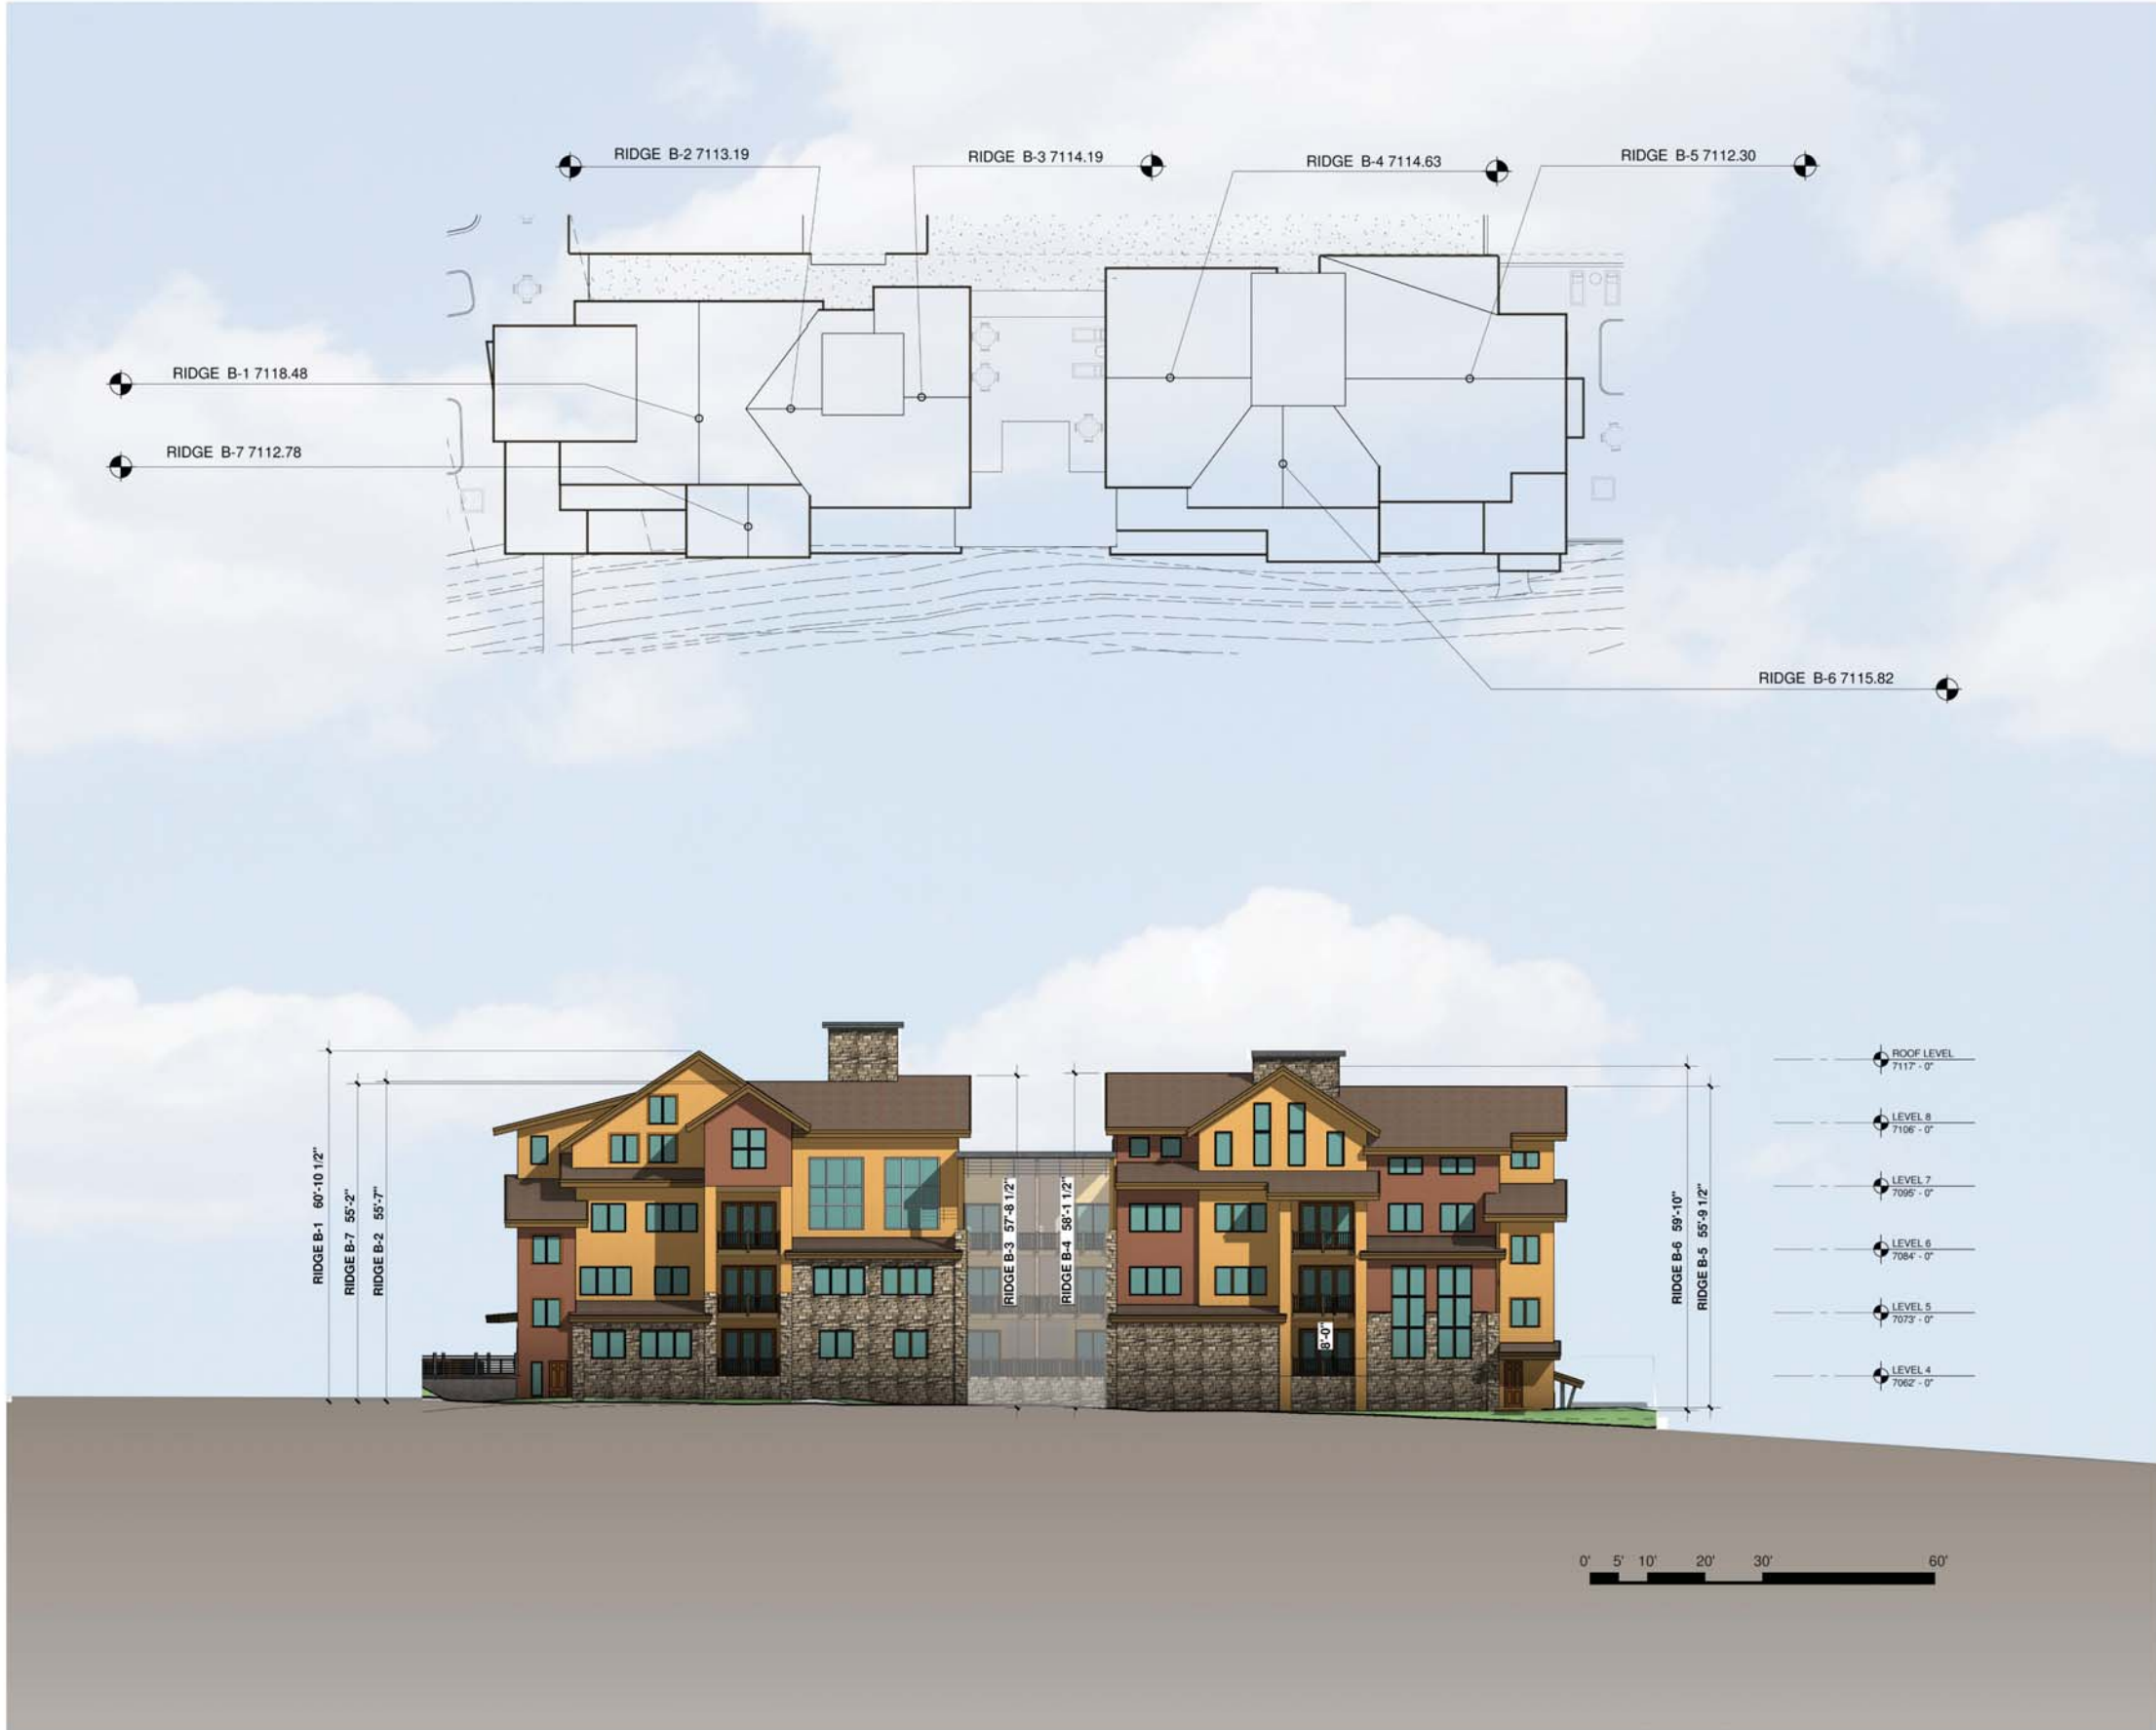 RIDGE B-2 7113.19
RIDGE B-3 7114.19
RIDGE B-4 7114.63
RIDGE B-5 7112.30
RIDGE B-1 7118.48
RIDGE B-7 7112.78
RIDGE B-6 7115.82
RIDGE B-1 60'-10 1/2"
RIDGE B-7 55'-2"
RIDGE B-2 55'-7"
RIDGE B-3 57'-8 1/2"
RIDGE B-4 58'-1 1/2"
8'-0"
RIDGE B-6 59'-10"
RIDGE B-5 55'-9 1/2"
ROOF LEVEL
7117' - 0"
LEVEL 8
7106' - 0"
LEVEL 7
7095' - 0"
LEVEL 6
7084' - 0"
LEVEL 5
7073' - 0"
LEVEL 4
7062' - 0"
0' 5' 10' 20' 30' 60'